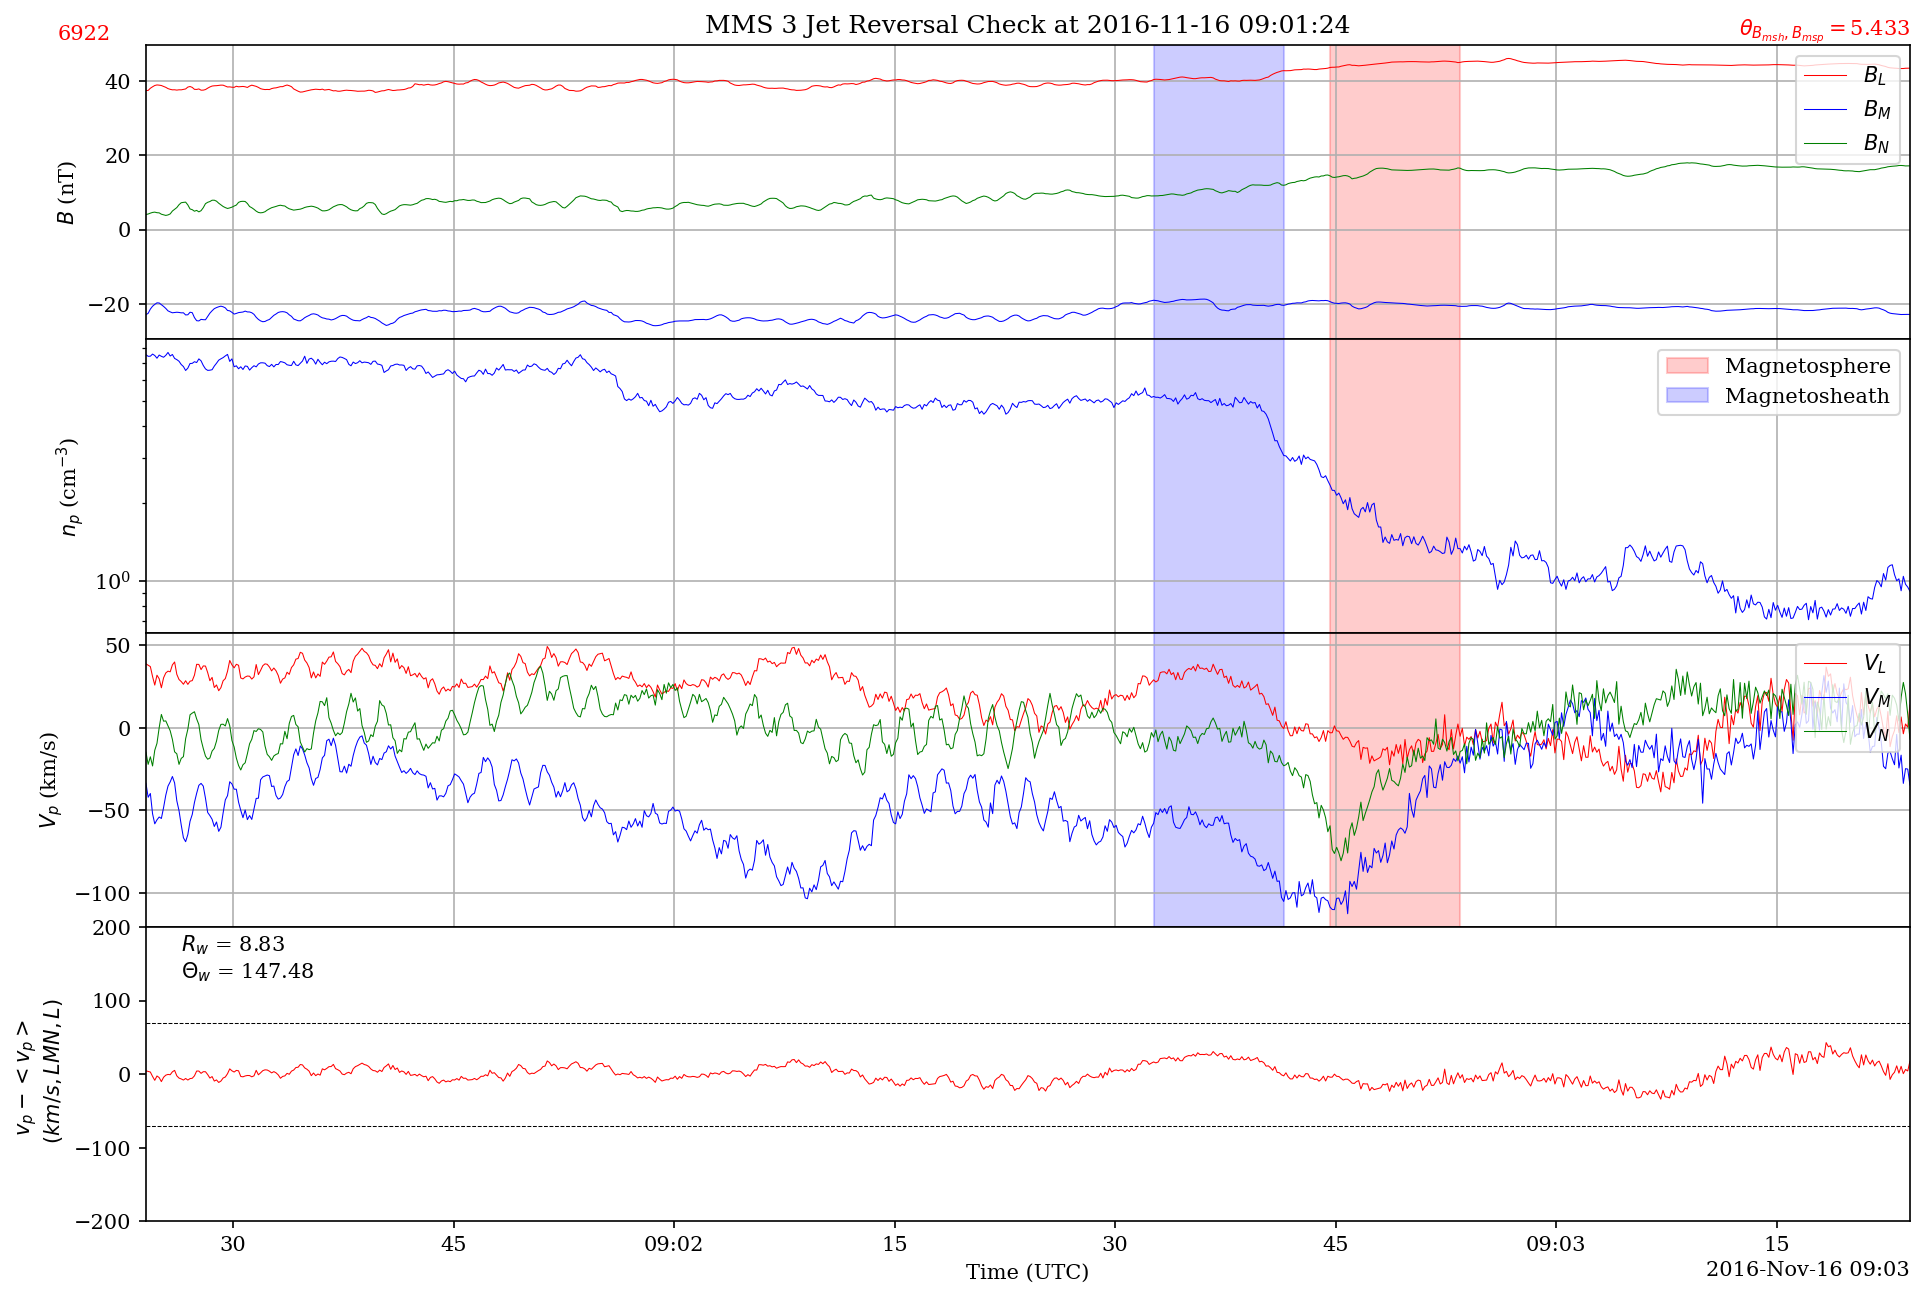 6922
MMS 3 Jet Reversal Check at 2016-11-16 09:01:24
θ_{B_{msh}, B_{msp}} = 5.433
40
20
0
−20
B (nT)
B_L
B_M
B_N
10⁰
n_p (cm⁻³)
Magnetosphere
Magnetosheath
50
0
−50
−100
V_p (km/s)
V_L
V_M
V_N
200
100
0
−100
−200
v_p − < v_p >
(km/s, LMN, L)
R_w = 8.83
Θ_w = 147.48
30
45
09:02
15
30
45
09:03
15
Time (UTC)
2016-Nov-16 09:03